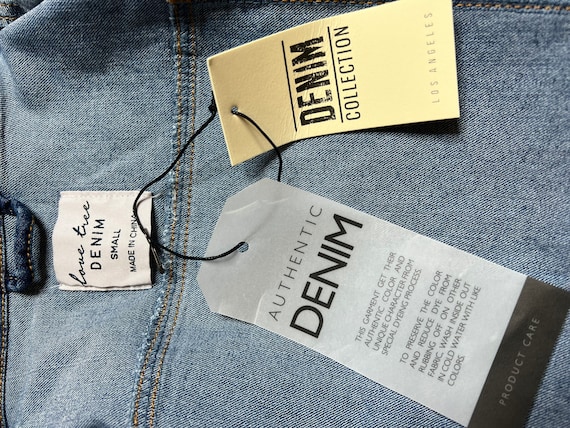 DENIM
COLLECTION
LOS ANGELES
love tree
DENIM
SMALL
MADE IN CHINA
AUTHENTIC
DENIM
THIS GARMENT GET THEIR
AUTHENTIC COLOR AND
UNIQUE CHARACTER FROM
SPECIAL DYEING PROCESS.
TO PRESERVE THE COLOR
AND REDUCE DYE FROM
RUBBING OFF ON OTHER
FABRIC, WASH INSIDE OUT
IN COLD WATER WITH LIKE
COLORS.
PRODUCT CARE